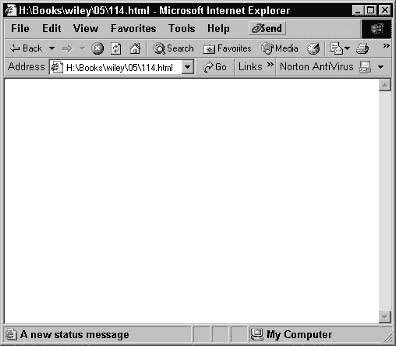 H:\Books\wiley\05\114.html - Microsoft Internet Explorer
File Edit View Favorites Tools Help Send
Back Search Favorites Media »
Address H:\Books\wiley\05\114.html Go Links » Norton AntiVirus
A new status message My Computer